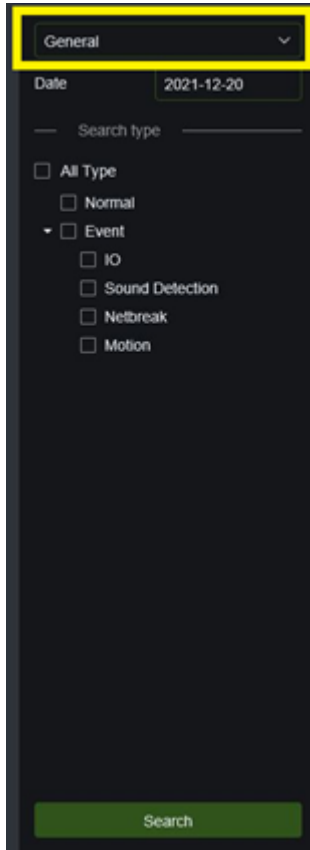 General
Date 2021-12-20
Search type
All Type
Normal
Event
IO
Sound Detection
Netbreak
Motion
Search